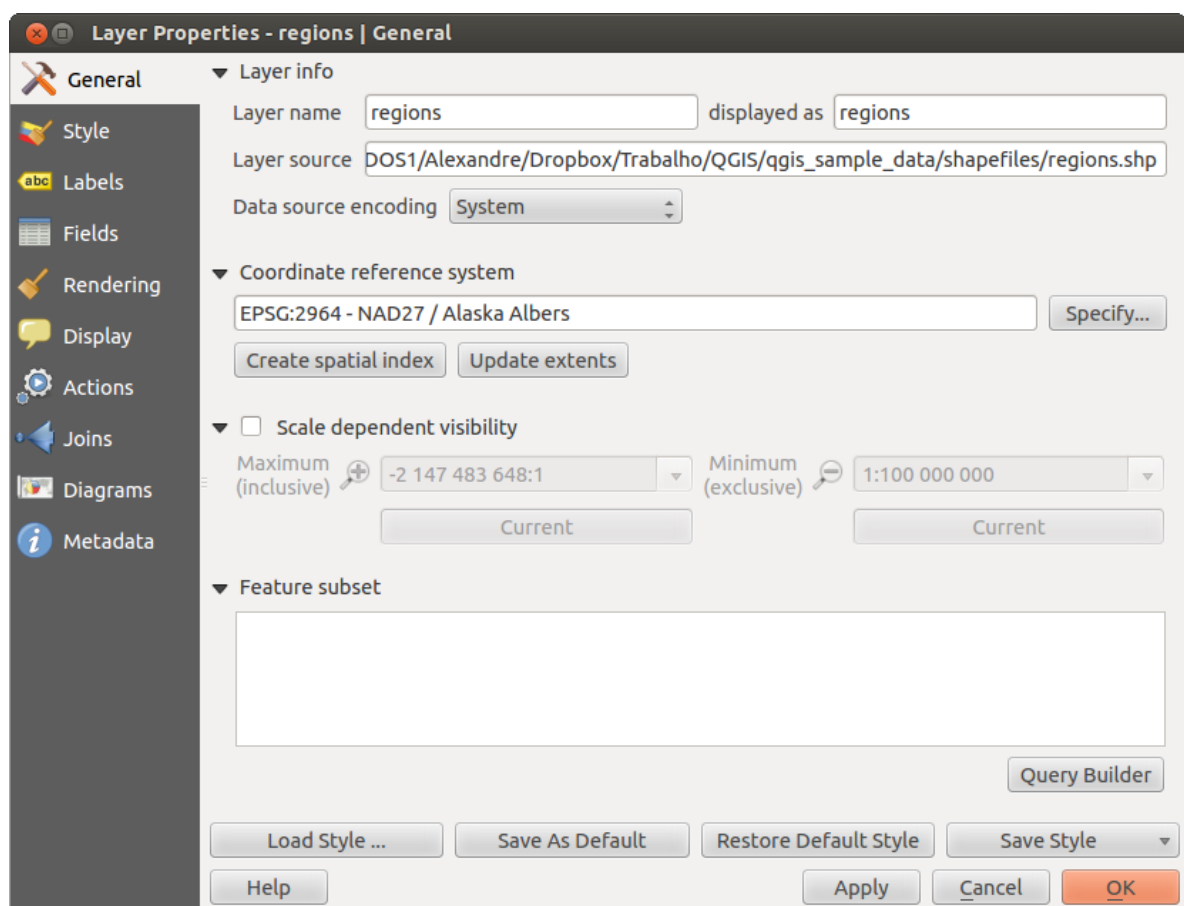 Layer Properties - regions | General
General
Style
abc Labels
Fields
Rendering
Display
Actions
Joins
Diagrams
i Metadata
Layer info
Layer name regions displayed as regions
Layer source DOS1/Alexandre/Dropbox/Trabalho/QGIS/qgis_sample_data/shapefiles/regions.shp
Data source encoding System
Coordinate reference system
EPSG:2964 - NAD27 / Alaska Albers Specify...
Create spatial index Update extents
Scale dependent visibility
Maximum
(inclusive)
-2 147 483 648:1
Minimum
(exclusive)
1:100 000 000
Current Current
Feature subset
Query Builder
Load Style ... Save As Default Restore Default Style Save Style
Help Apply Cancel OK